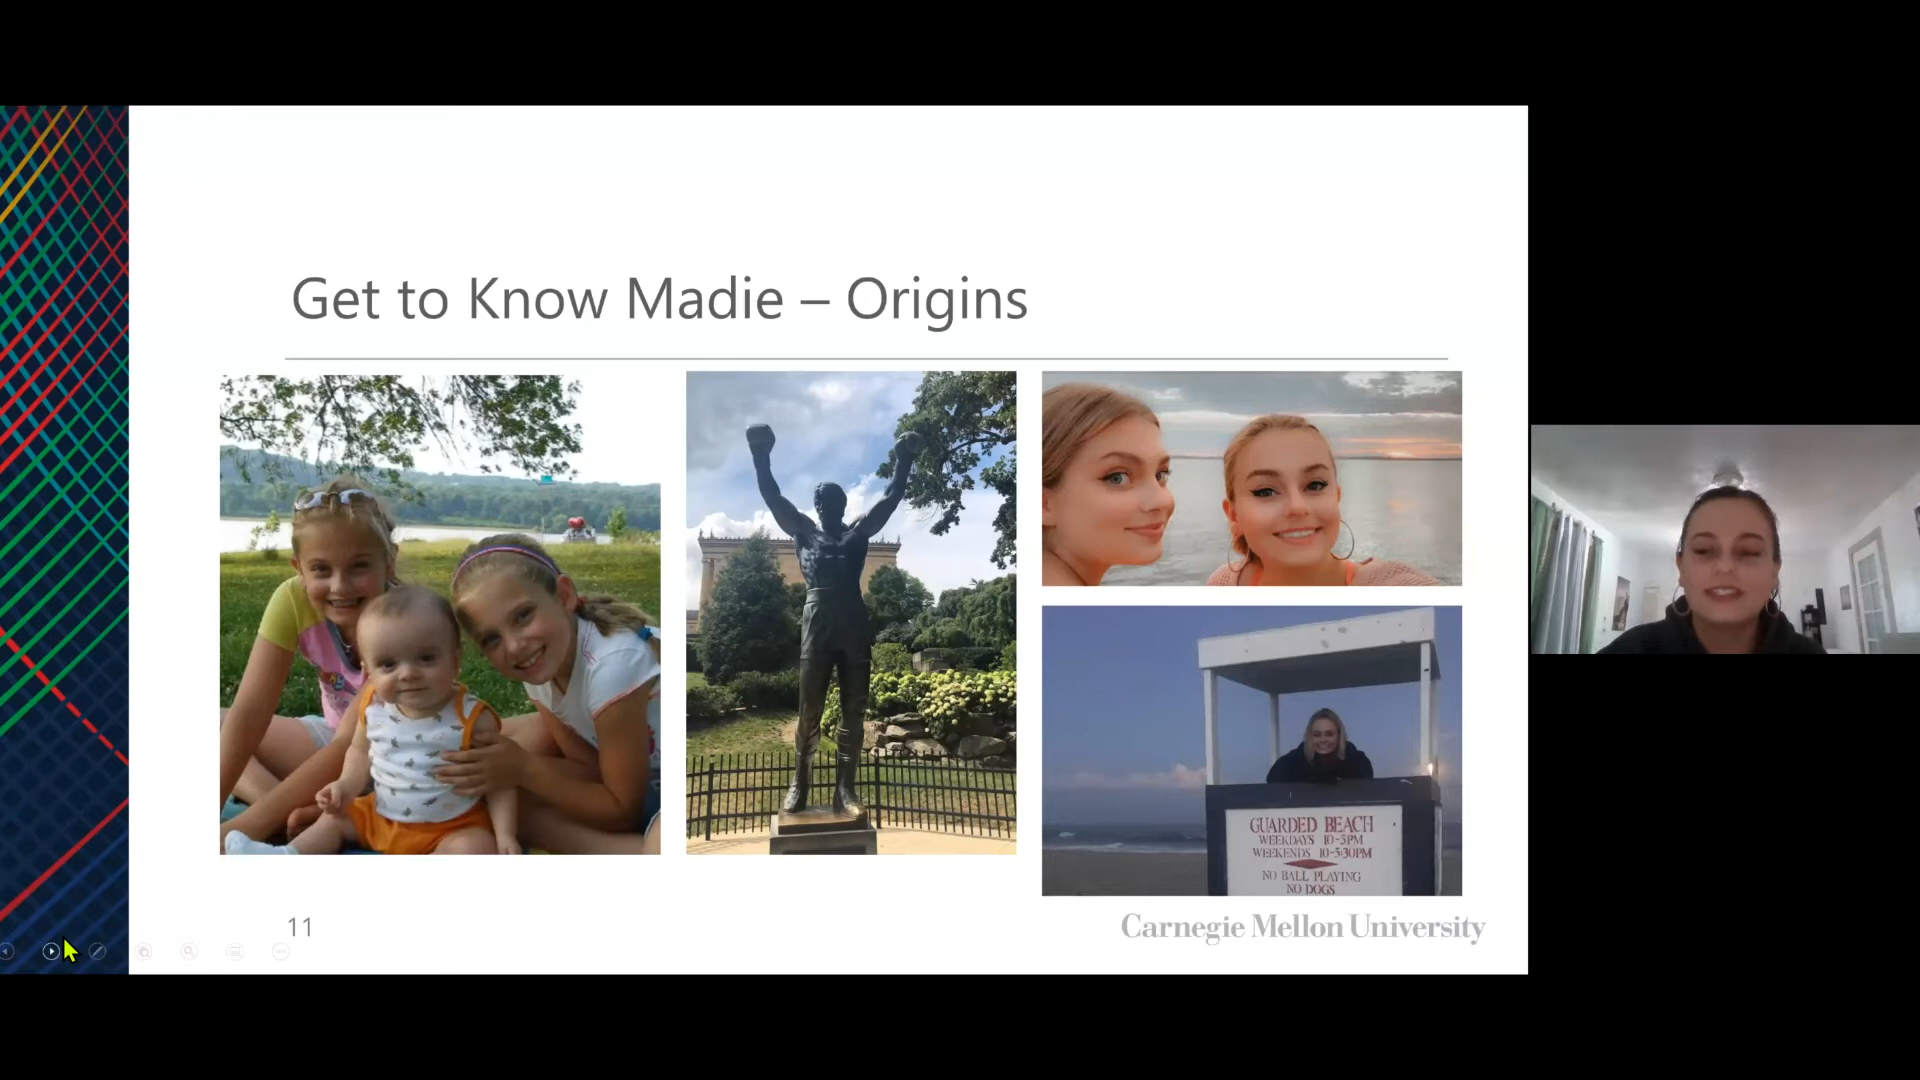 Get to Know Madie – Origins
GUARDED BEACH
WEEKDAYS 10-5PM
WEEKENDS 10-5:30PM
NO BALL PLAYING
NO DOGS
11
Carnegie Mellon University